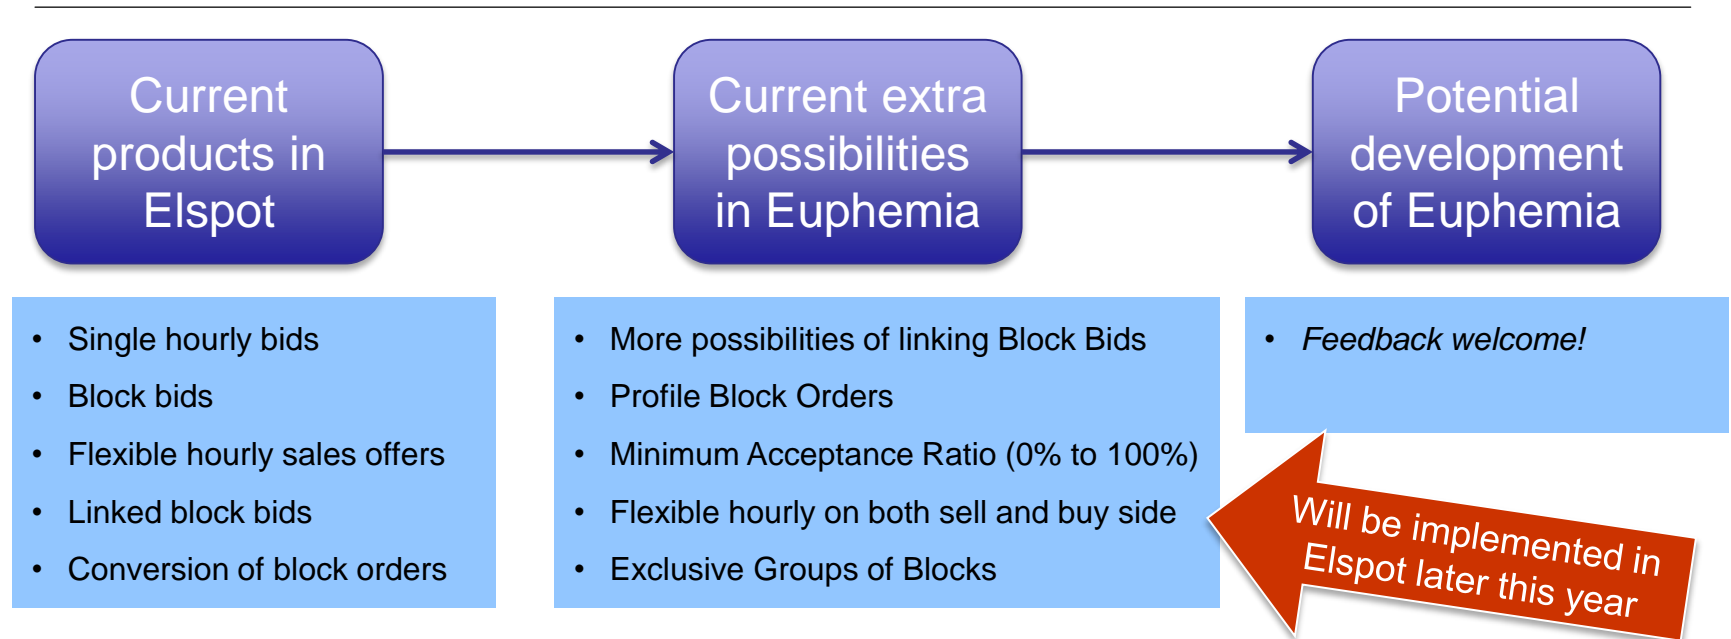 Current
products in
Elspot
Current extra
possibilities
in Euphemia
Potential
development
of Euphemia
• Single hourly bids
• Block bids
• Flexible hourly sales offers
• Linked block bids
• Conversion of block orders
• More possibilities of linking Block Bids
• Profile Block Orders
• Minimum Acceptance Ratio (0% to 100%)
• Flexible hourly on both sell and buy side
• Exclusive Groups of Blocks
• Feedback welcome!
Will be implemented in
Elspot later this year